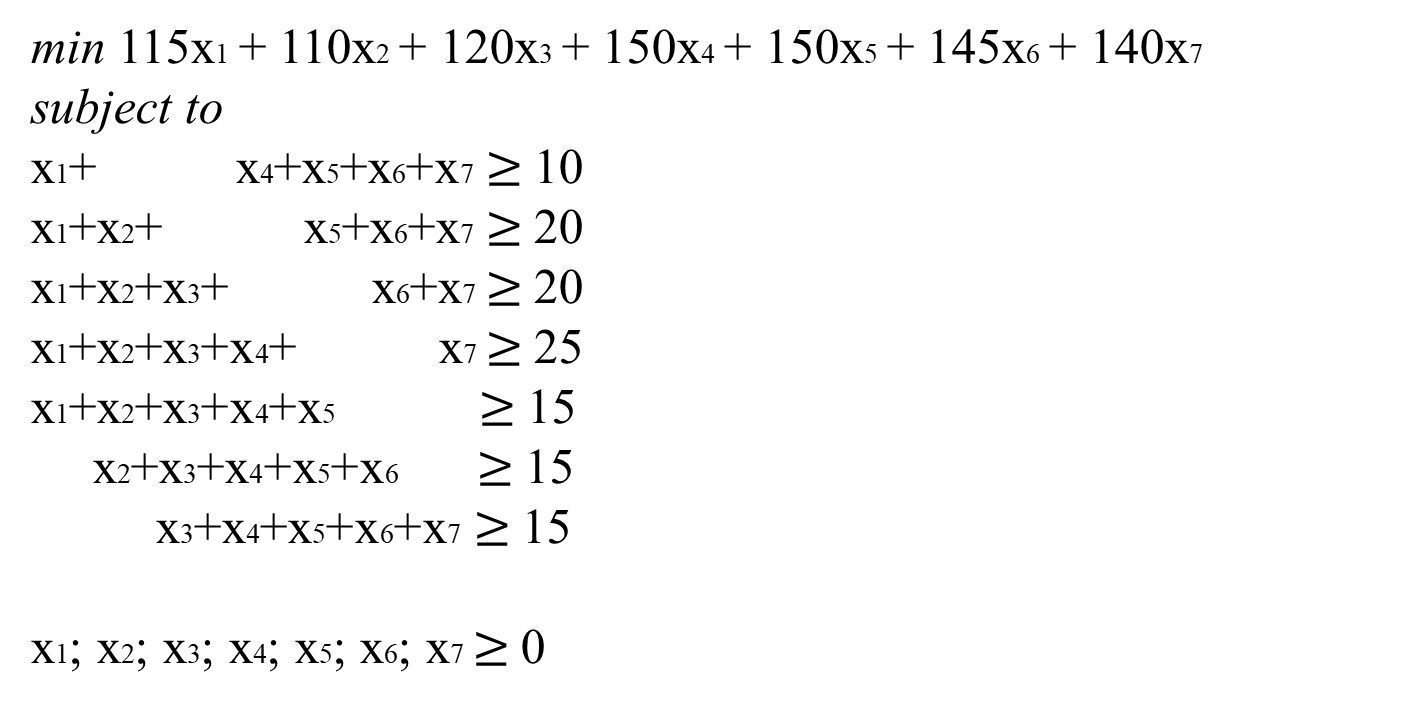 min 115x₁ + 110x₂ + 120x₃ + 150x₄ + 150x₅ + 145x₆ + 140x₇
subject to
x₁+ x₄+x₅+x₆+x₇ ≥ 10
x₁+x₂+ x₅+x₆+x₇ ≥ 20
x₁+x₂+x₃+ x₆+x₇ ≥ 20
x₁+x₂+x₃+x₄+ x₇ ≥ 25
x₁+x₂+x₃+x₄+x₅ ≥ 15
x₂+x₃+x₄+x₅+x₆ ≥ 15
x₃+x₄+x₅+x₆+x₇ ≥ 15
x₁; x₂; x₃; x₄; x₅; x₆; x₇ ≥ 0